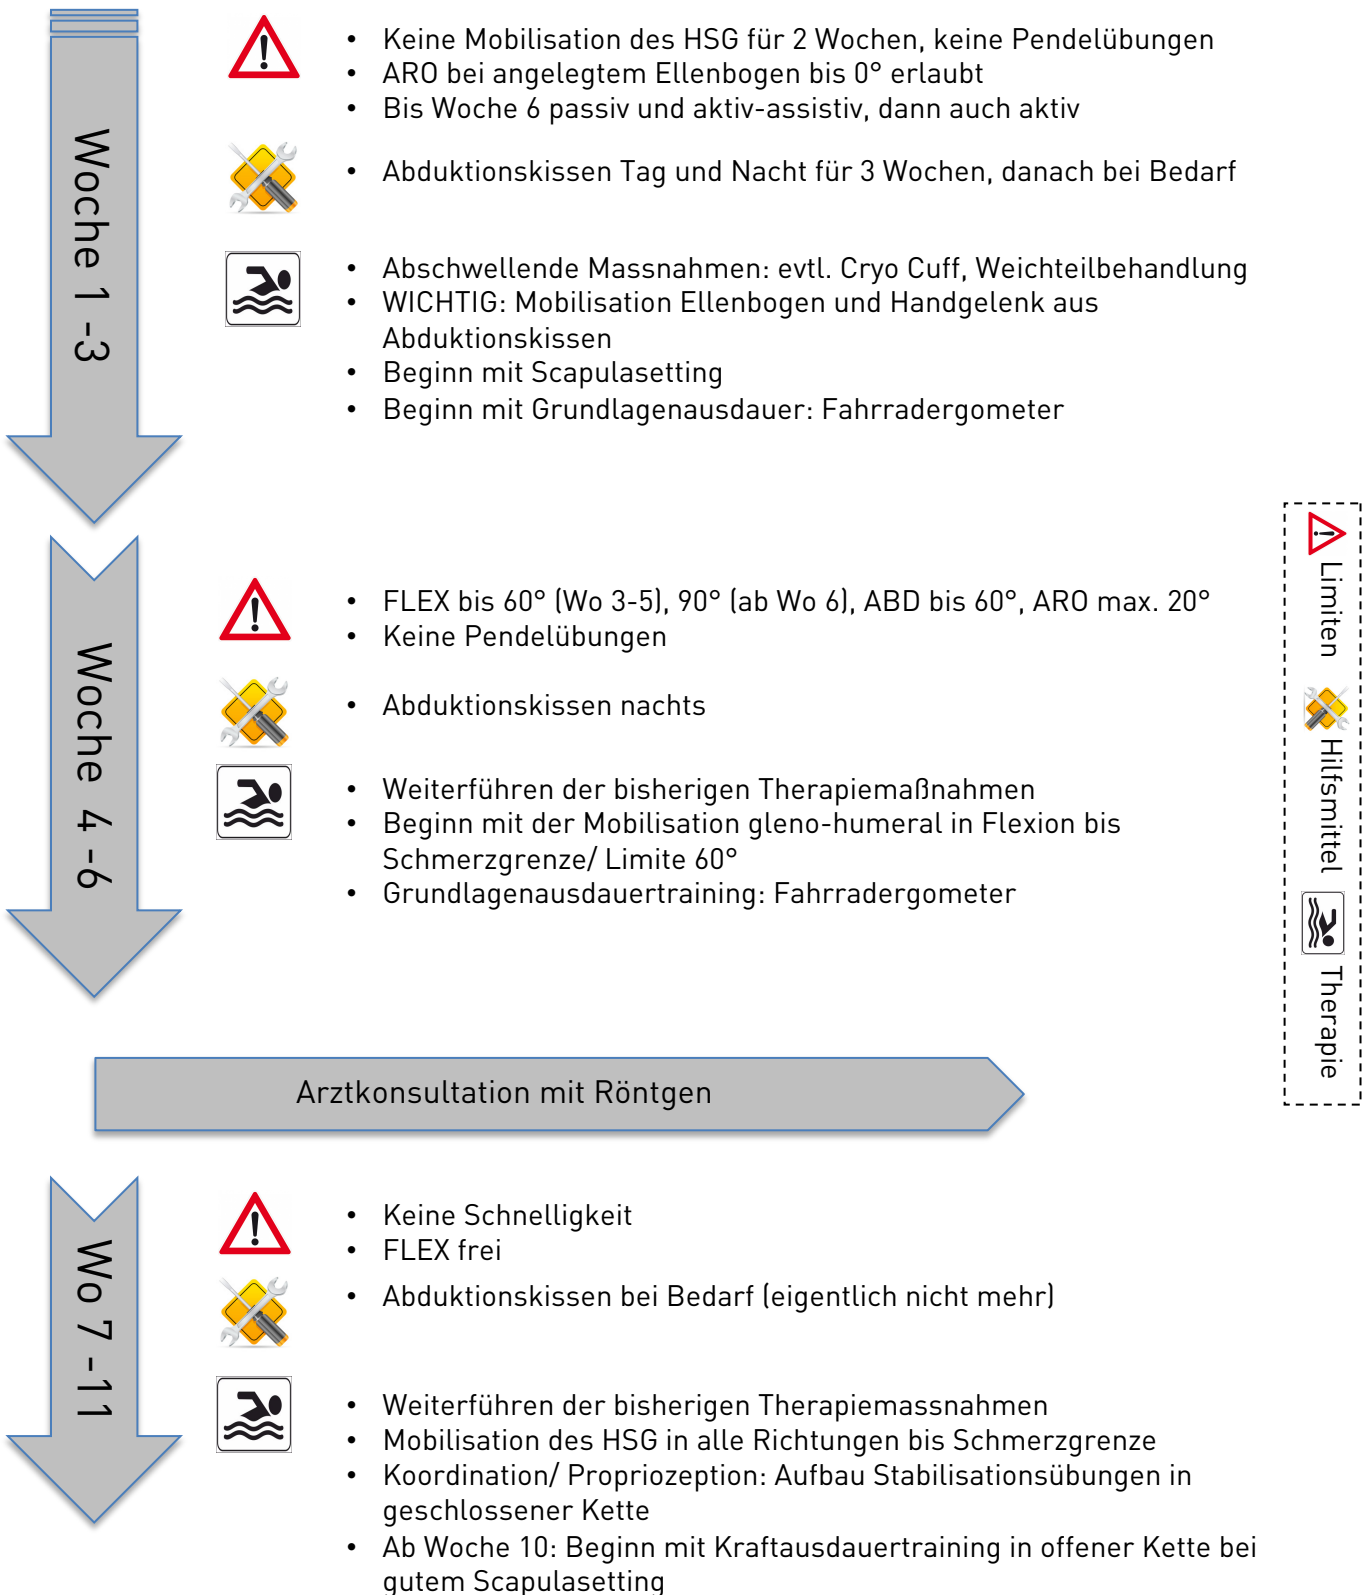 Woche 1 -3
• Keine Mobilisation des HSG für 2 Wochen, keine Pendelübungen
• ARO bei angelegtem Ellenbogen bis 0° erlaubt
• Bis Woche 6 passiv und aktiv-assistiv, dann auch aktiv
• Abduktionskissen Tag und Nacht für 3 Wochen, danach bei Bedarf
• Abschwellende Massnahmen: evtl. Cryo Cuff, Weichteilbehandlung
• WICHTIG: Mobilisation Ellenbogen und Handgelenk aus
Abduktionskissen
• Beginn mit Scapulasetting
• Beginn mit Grundlagenausdauer: Fahrradergometer
Woche 4 -6
• FLEX bis 60° (Wo 3-5), 90° (ab Wo 6), ABD bis 60°, ARO max. 20°
• Keine Pendelübungen
• Abduktionskissen nachts
• Weiterführen der bisherigen Therapiemaßnahmen
• Beginn mit der Mobilisation gleno-humeral in Flexion bis
Schmerzgrenze/ Limite 60°
• Grundlagenausdauertraining: Fahrradergometer
Limiten Hilfsmittel Therapie
Arztkonsultation mit Röntgen
Wo 7 -11
• Keine Schnelligkeit
• FLEX frei
• Abduktionskissen bei Bedarf (eigentlich nicht mehr)
• Weiterführen der bisherigen Therapiemassnahmen
• Mobilisation des HSG in alle Richtungen bis Schmerzgrenze
• Koordination/ Propriozeption: Aufbau Stabilisationsübungen in
geschlossener Kette
• Ab Woche 10: Beginn mit Kraftausdauertraining in offener Kette bei
gutem Scapulasetting